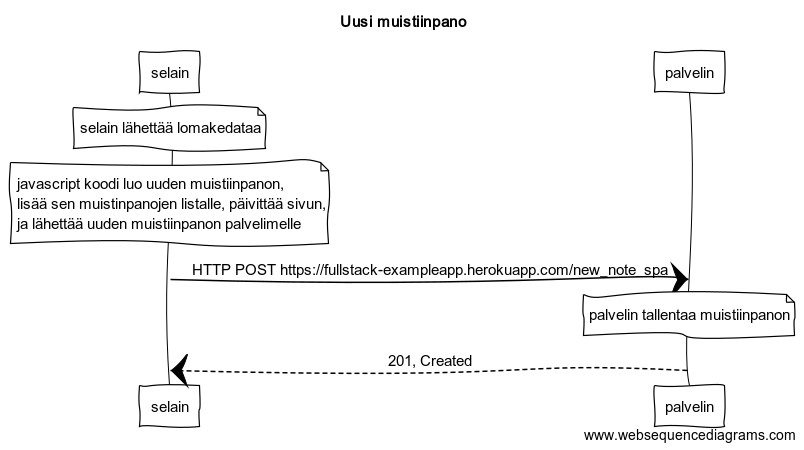 Uusi muistiinpano
selain
palvelin
selain lähettää lomakedataa
javascript koodi luo uuden muistiinpanon,
lisää sen muistinpanojen listalle, päivittää sivun,
ja lähettää uuden muistiinpanon palvelimelle
HTTP POST https://fullstack-exampleapp.herokuapp.com/new_note_spa
palvelin tallentaa muistiinpanon
201, Created
selain
palvelin
www.websequencediagrams.com